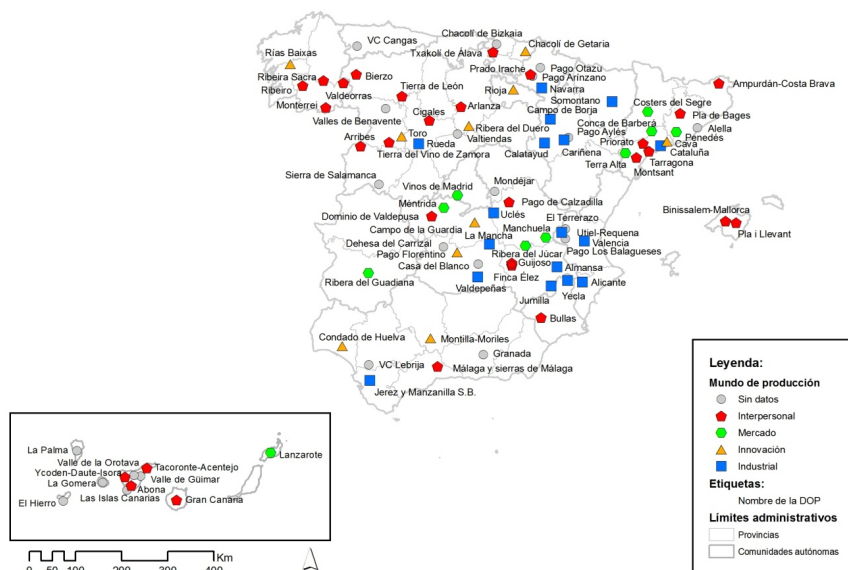 Chacolí de Bizkaia
VC Cangas
Txakolí de Álava
Chacolí de Getaria
Rías Baixas
Prado Irache
Pago Otazu
Ribeira Sacra
Bierzo
Pago Arínzano
Ampurdán-Costa Brava
Ribeiro
Valdeorras
Tierra de León
Rioja
Navarra
Somontano
Costers del Segre
Monterrei
Cigales
Arlanza
Campo de Borja
Pla de Bages
Valles de Benavente
Conca de Barberá
Alella
Ribera del Duero
Pago Aylés
Penedés
Arribes
Toro
Valtiendas
Priorato
Cava
Rueda
Calatayud
Cariñena
Cataluña
Tierra del Vino de Zamora
Terra Alta
Tarragona
Montsant
Sierra de Salamanca
Vinos de Madrid
Mondéjar
Méntrida
Pago de Calzadilla
Binissalem-Mallorca
Dominio de Valdepusa
Uclés
El Terrerazo
Pla i Llevant
Campo de la Guardia
Manchuela
Utiel-Requena
La Mancha
Valencia
Dehesa del Carrizal
Pago Los Balagueses
Pago Florentino
Ribera del Júcar
Casa del Blanco
Guijoso
Almansa
Ribera del Guadiana
Finca Élez
Valdepeñas
Alicante
Jumilla
Yecla
Bullas
Condado de Huelva
Montilla-Moriles
Granada
VC Lebrija
Málaga y sierras de Málaga
Jerez y Manzanilla S.B.
Leyenda:
Mundo de producción
Sin datos
Interpersonal
Mercado
Innovación
Industrial
Etiquetas:
Nombre de la DOP
Límites administrativos
Provincias
Comunidades autónomas
La Palma
Valle de la Orotava
Tacoronte-Acentejo
Lanzarote
Ycoden-Daute-Isora
Valle de Güimar
La Gomera
Abona
El Hierro
Las Islas Canarias
Gran Canaria
Km
0 50 100 200 300 400